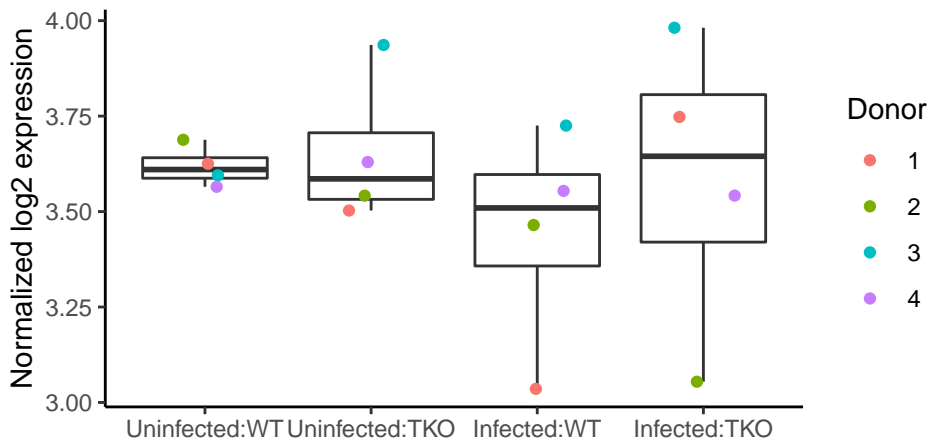 Normalized log2 expression
4.00
3.75
3.50
3.25
3.00
Uninfected:WT
Uninfected:TKO
Infected:WT
Infected:TKO
Donor
1
2
3
4